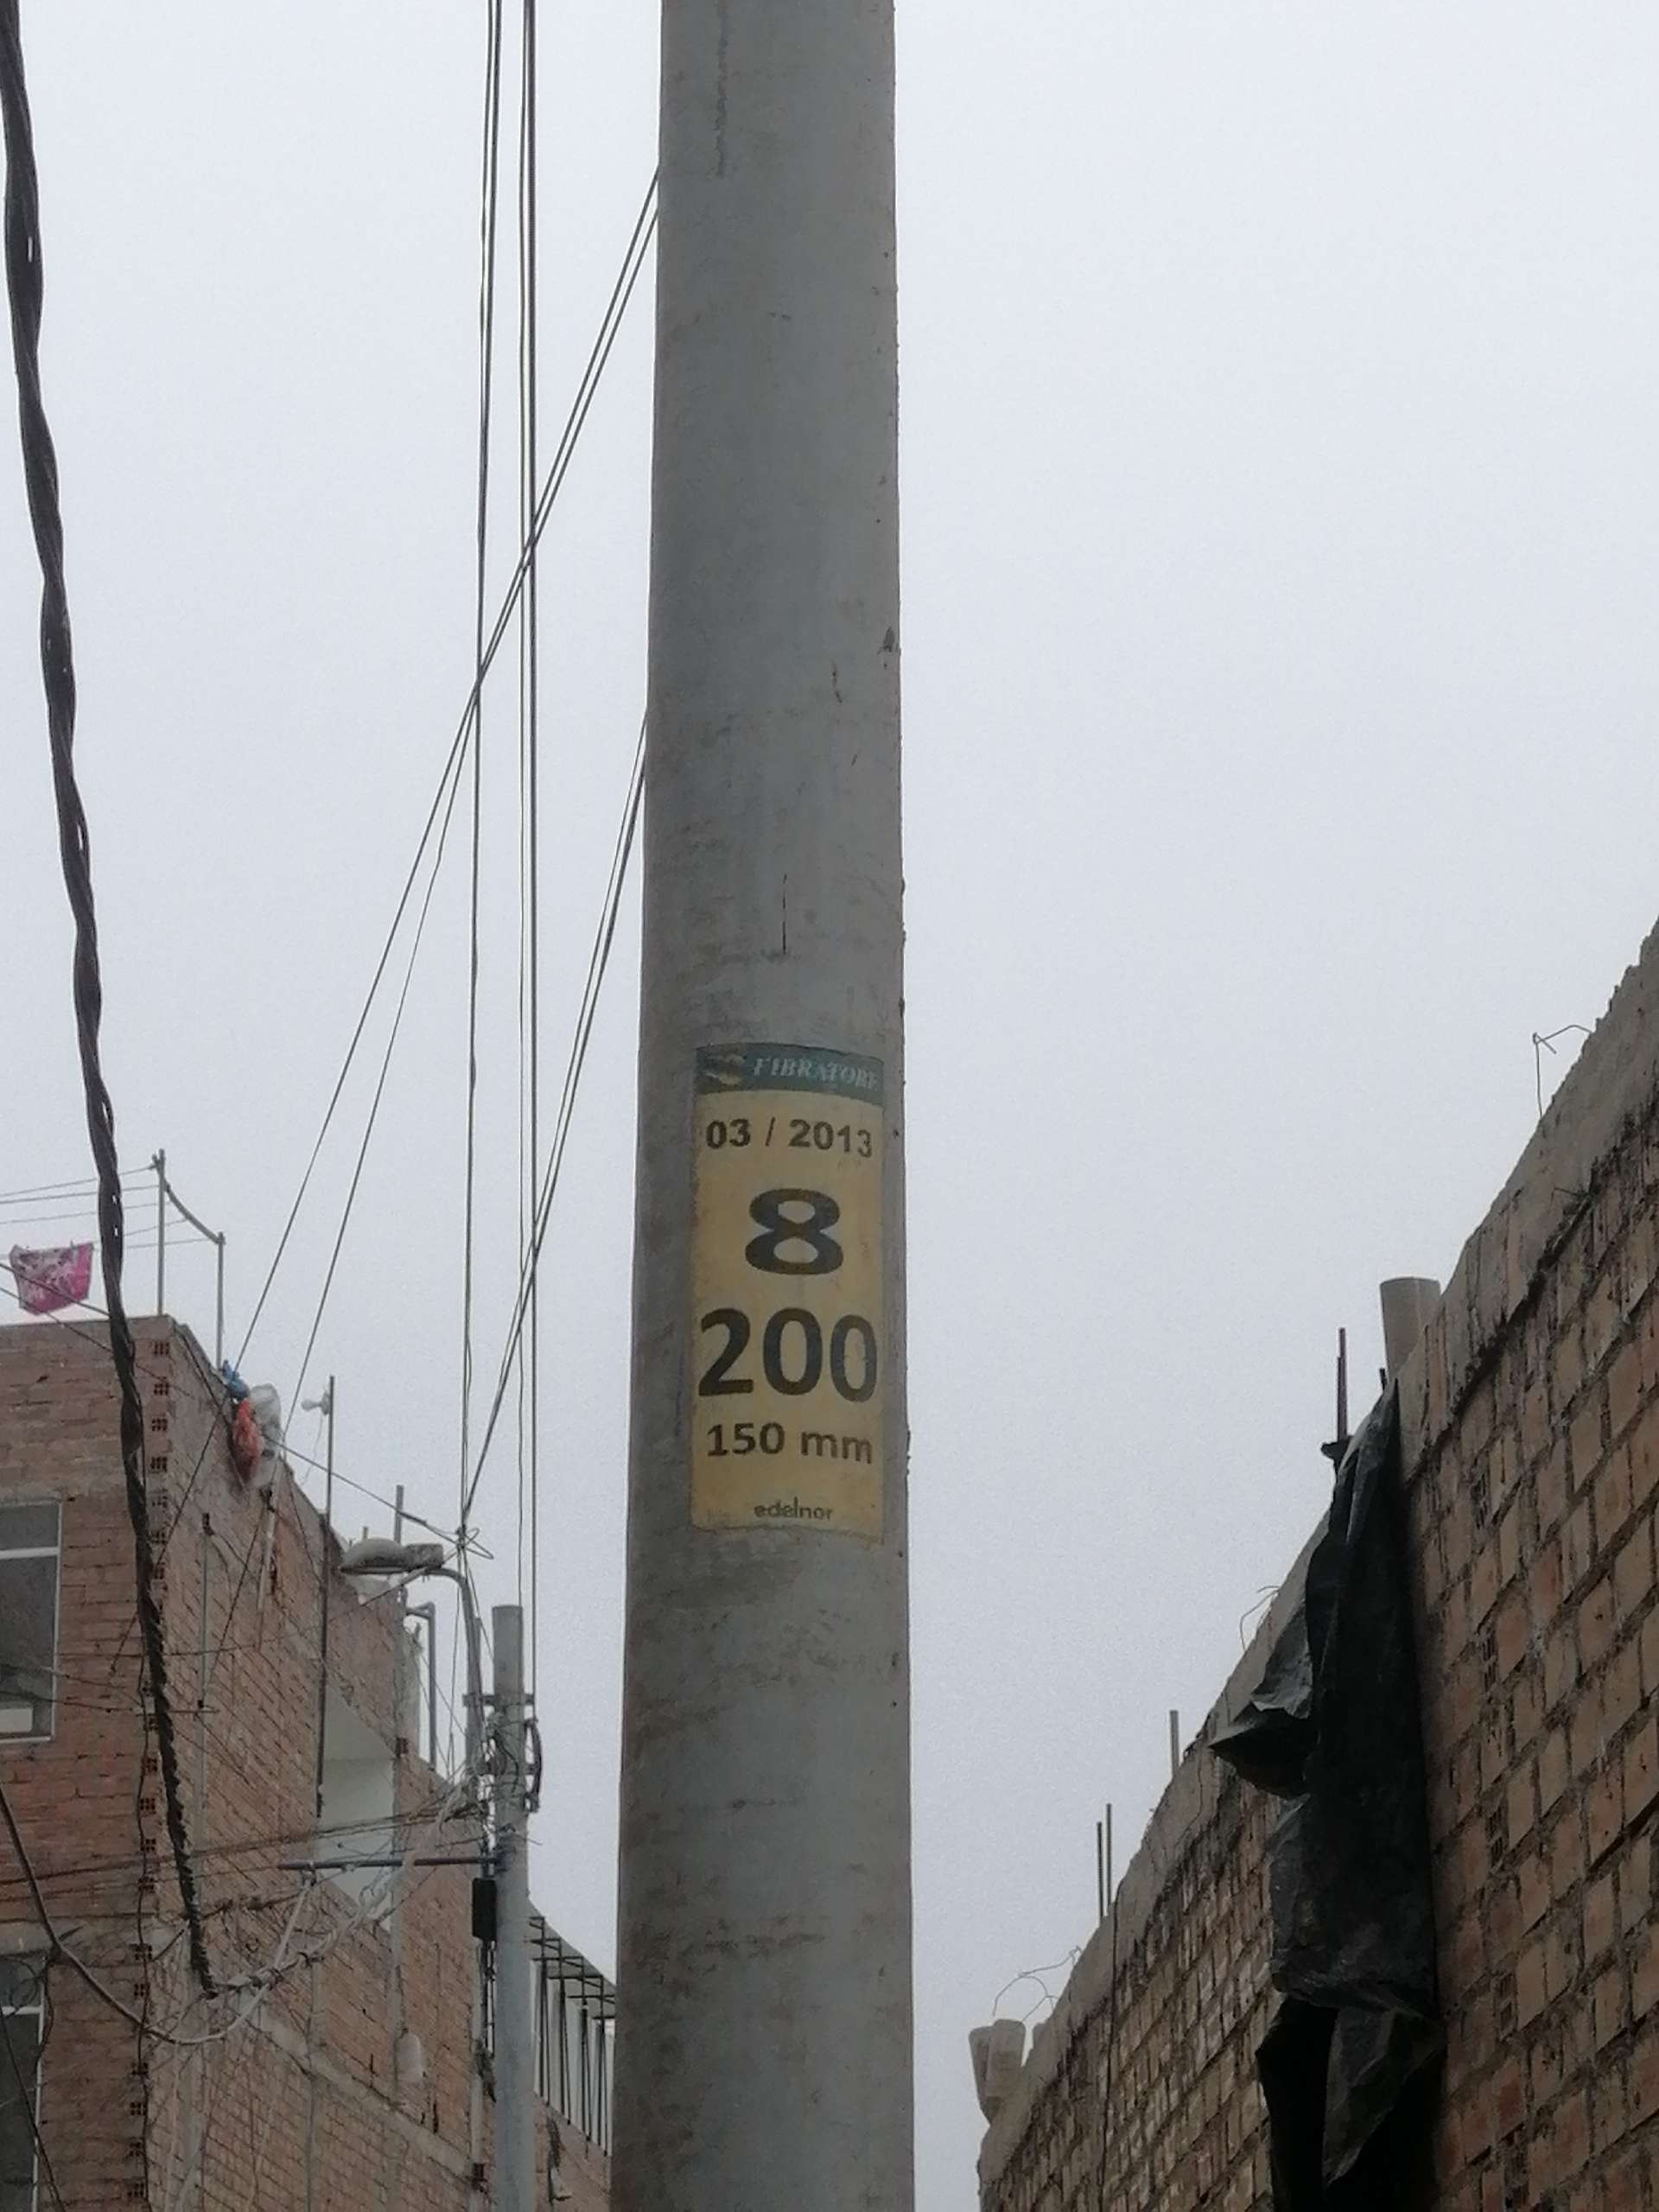 FIBRATORE
03 / 2013
8
200
150 mm
edelnor